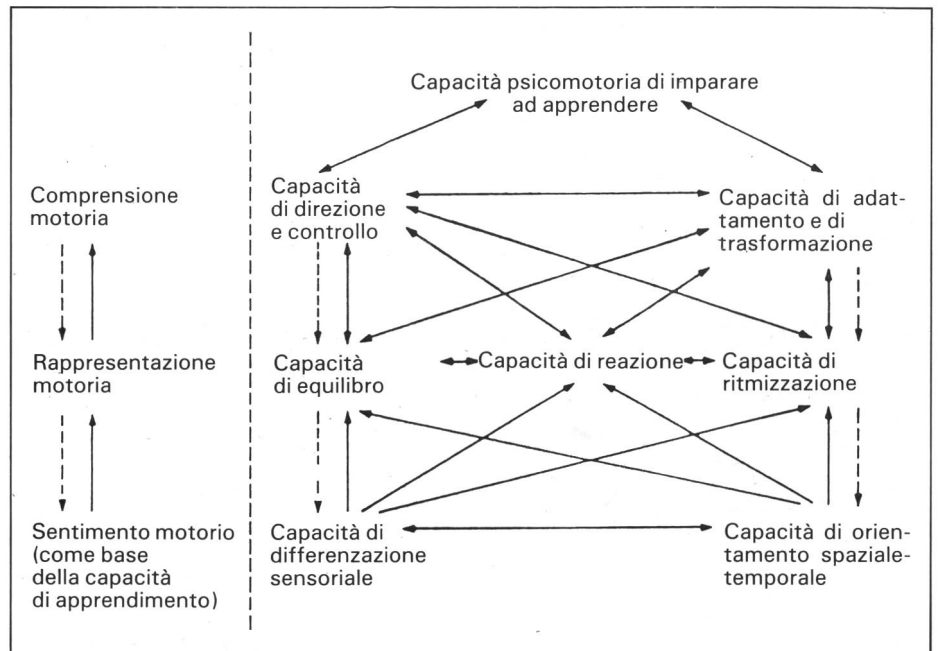 Capacità psicomotoria di imparare
ad apprendere
Comprensione
motoria
Capacità
di direzione
e controllo
Capacità di adat-
tamento e di
trasformazione
Rappresentazione
motoria
Capacità
di equilibro
Capacità di reazione
Capacità di
ritmizzazione
Sentimento motorio
(come base
della capacità
di apprendimento)
Capacità di
differenzazione
sensoriale
Capacità di orien-
tamento spaziale-
temporale